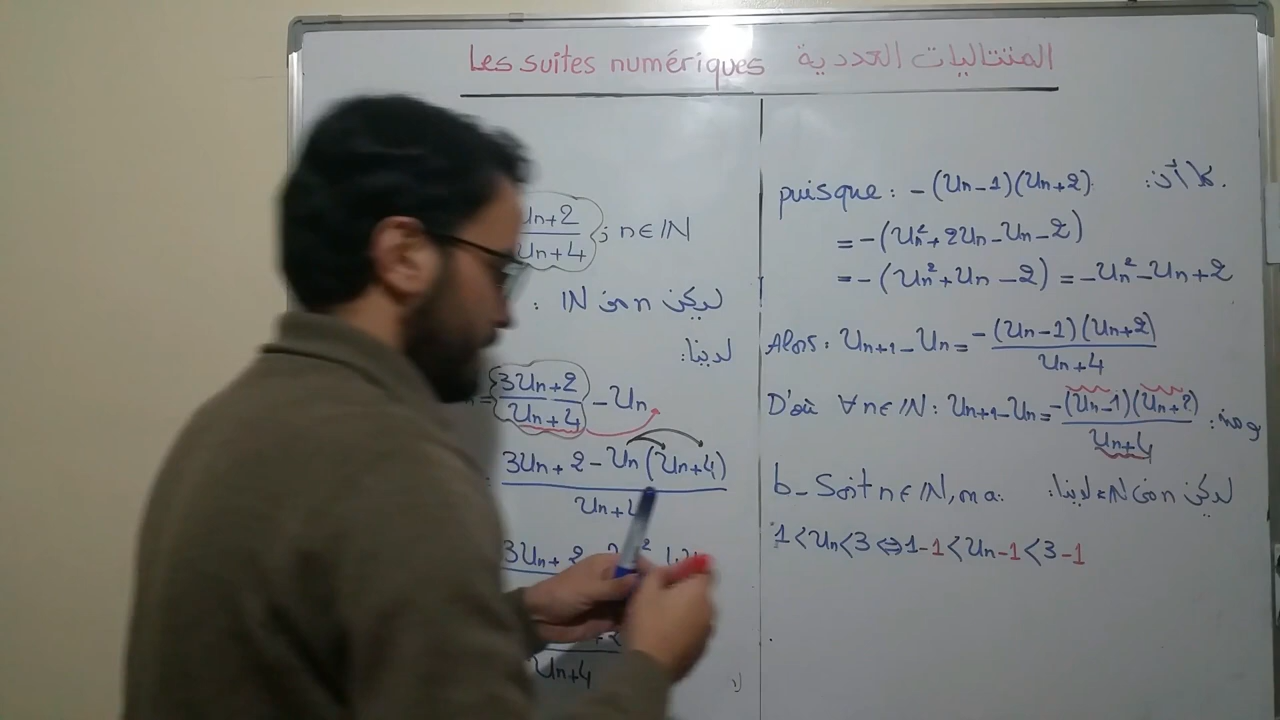 Les suites numériques المتتاليات العددية
Un+2
Un+4 ; n∈IN
ليكن n من IN :
لدينا:
= 3Un+2 / Un+4 - Un
3Un+2-Un(Un+4)
Un+4
3Un+2
Un+4
puisque: -(Un-1)(Un+2) بما أن:
=-(Un²+2Un-Un-2)
=-(Un²+Un-2)=-Un²-Un+2
Alors: Un+1-Un= -(Un-1)(Un+2) / Un+4
D'où ∀n∈IN: Un+1-Un= -(Un-1)(Un+2) / Un+4 ومنه:
b- Soit n∈IN, on a: ليكن n من IN، لدينا:
1<Un<3⇔1-1<Un-1<3-1